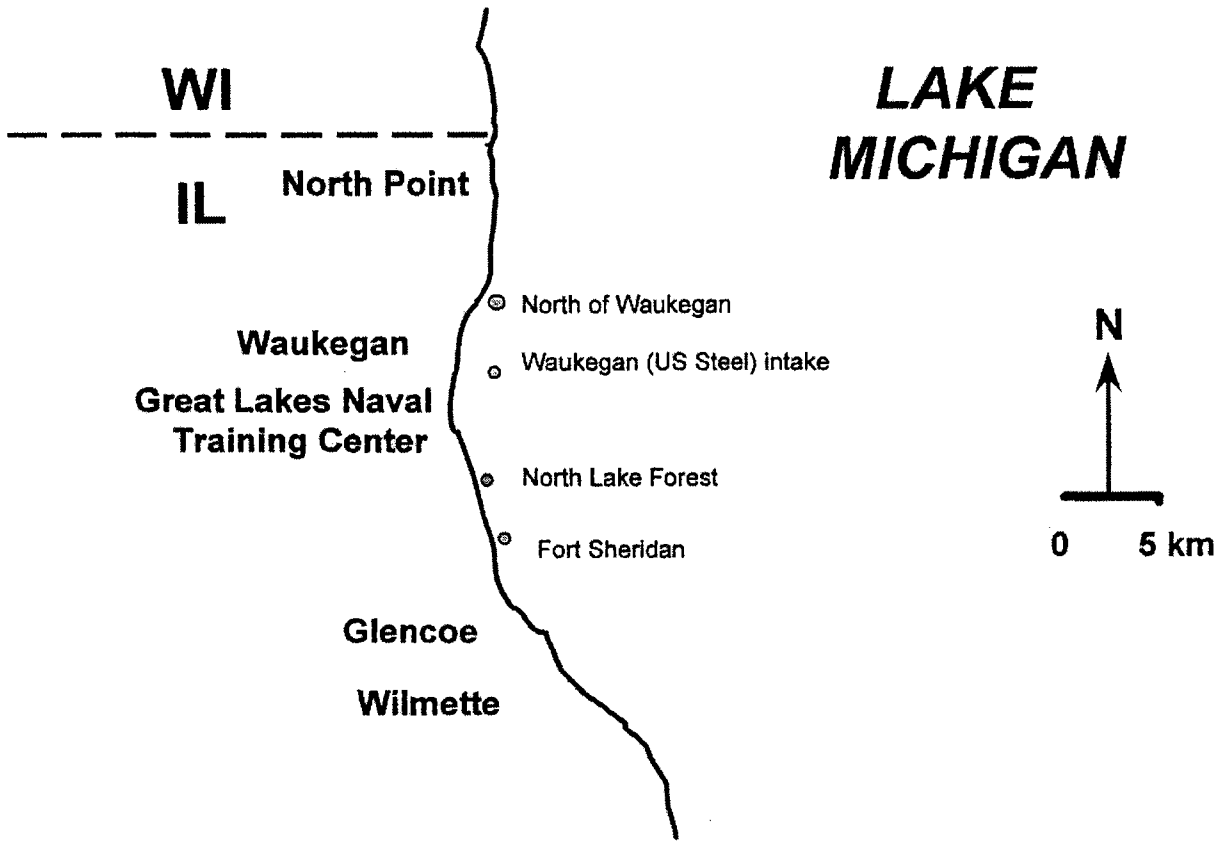 WI
LAKE
MICHIGAN
North Point
IL
North of Waukegan
N
Waukegan
Waukegan (US Steel) intake
Great Lakes Naval
Training Center
North Lake Forest
0 5 km
Fort Sheridan
Glencoe
Wilmette